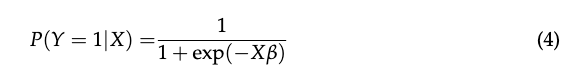 P(Y = 1|X) = 1 / 1 + exp(−Xβ) (4)